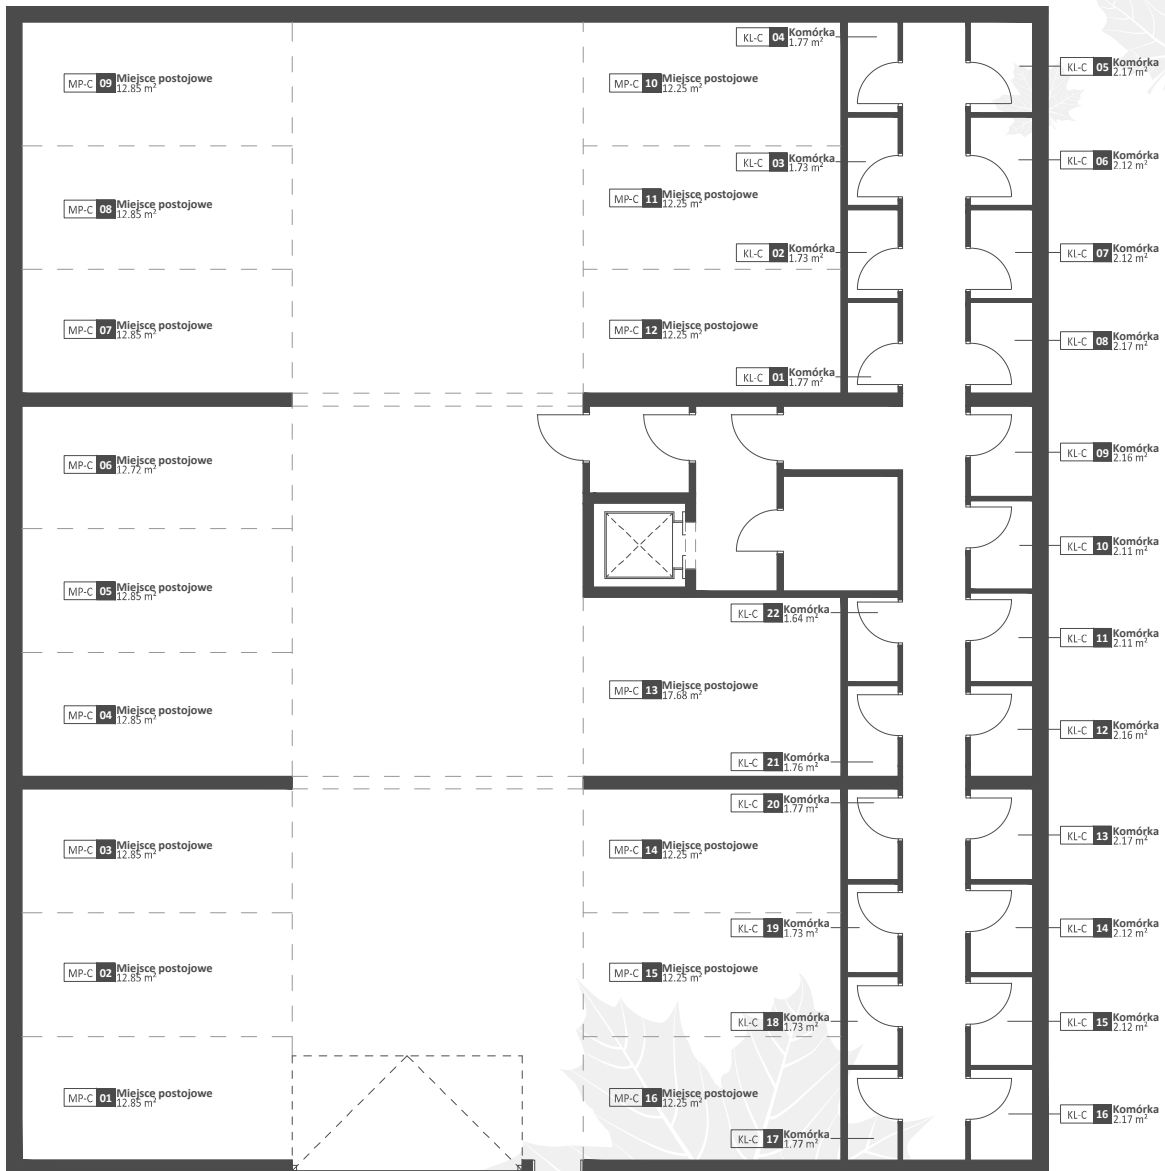 MP-C 09 Miejsce postojowe
12.85 m²
MP-C 10 Miejsce postojowe
12.25 m²
KL-C 04 Komórka
1.77 m²
KL-C 05 Komórka
2.17 m²
MP-C 08 Miejsce postojowe
12.85 m²
MP-C 11 Miejsce postojowe
12.25 m²
KL-C 03 Komórka
1.73 m²
KL-C 06 Komórka
2.12 m²
KL-C 02 Komórka
1.73 m²
KL-C 07 Komórka
2.12 m²
MP-C 07 Miejsce postojowe
12.85 m²
MP-C 12 Miejsce postojowe
12.25 m²
KL-C 01 Komórka
1.77 m²
KL-C 08 Komórka
2.17 m²
MP-C 06 Miejsce postojowe
12.72 m²
KL-C 09 Komórka
2.16 m²
MP-C 05 Miejsce postojowe
12.85 m²
KL-C 10 Komórka
2.11 m²
KL-C 22 Komórka
1.64 m²
KL-C 11 Komórka
2.11 m²
MP-C 04 Miejsce postojowe
12.85 m²
MP-C 13 Miejsce postojowe
17.68 m²
KL-C 21 Komórka
1.76 m²
KL-C 12 Komórka
2.16 m²
KL-C 20 Komórka
1.77 m²
KL-C 13 Komórka
2.17 m²
MP-C 03 Miejsce postojowe
12.85 m²
MP-C 14 Miejsce postojowe
12.25 m²
KL-C 19 Komórka
1.73 m²
KL-C 14 Komórka
2.12 m²
MP-C 02 Miejsce postojowe
12.85 m²
MP-C 15 Miejsce postojowe
12.25 m²
KL-C 18 Komórka
1.73 m²
KL-C 15 Komórka
2.12 m²
MP-C 01 Miejsce postojowe
12.85 m²
MP-C 16 Miejsce postojowe
12.25 m²
KL-C 17 Komórka
1.77 m²
KL-C 16 Komórka
2.17 m²